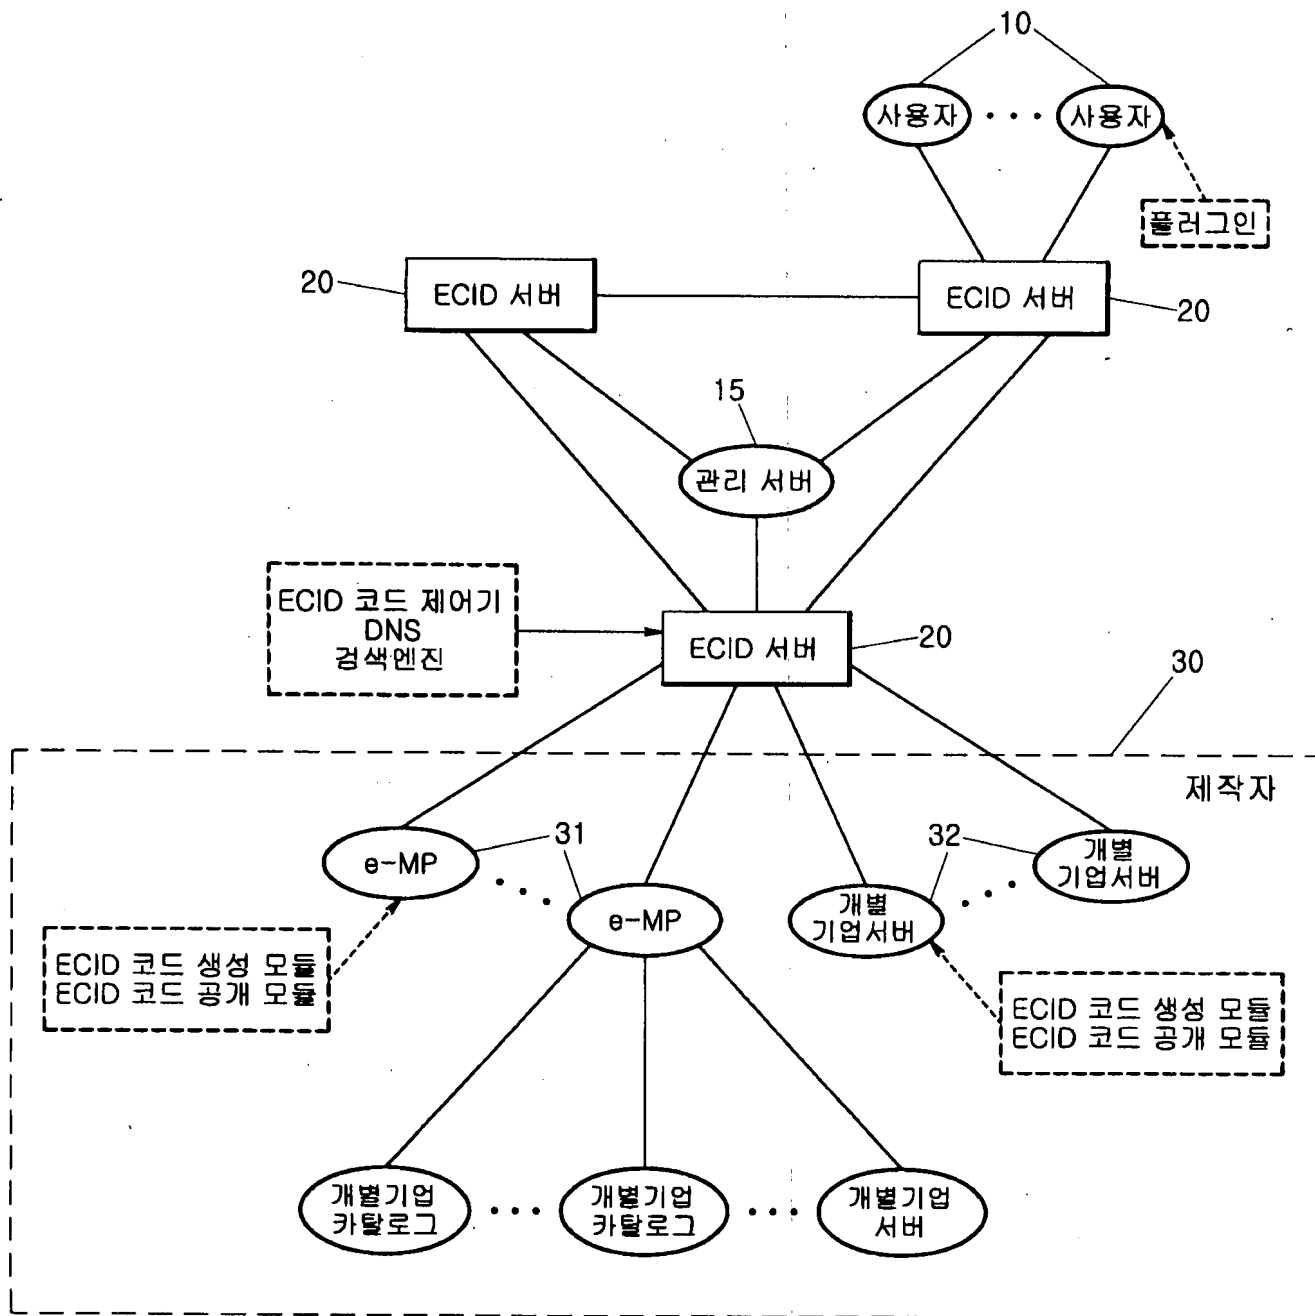 10
사용자
사용자
플러그인
20
ECID 서버
ECID 서버
20
15
관리 서버
ECID 코드 제어기
DNS
검색엔진
ECID 서버
20
30
제작자
e-MP
31
32
개별
기업서버
e-MP
개별
기업서버
ECID 코드 생성 모듈
ECID 코드 공개 모듈
ECID 코드 생성 모듈
ECID 코드 공개 모듈
개별기업
카탈로그
개별기업
카탈로그
개별기업
서버